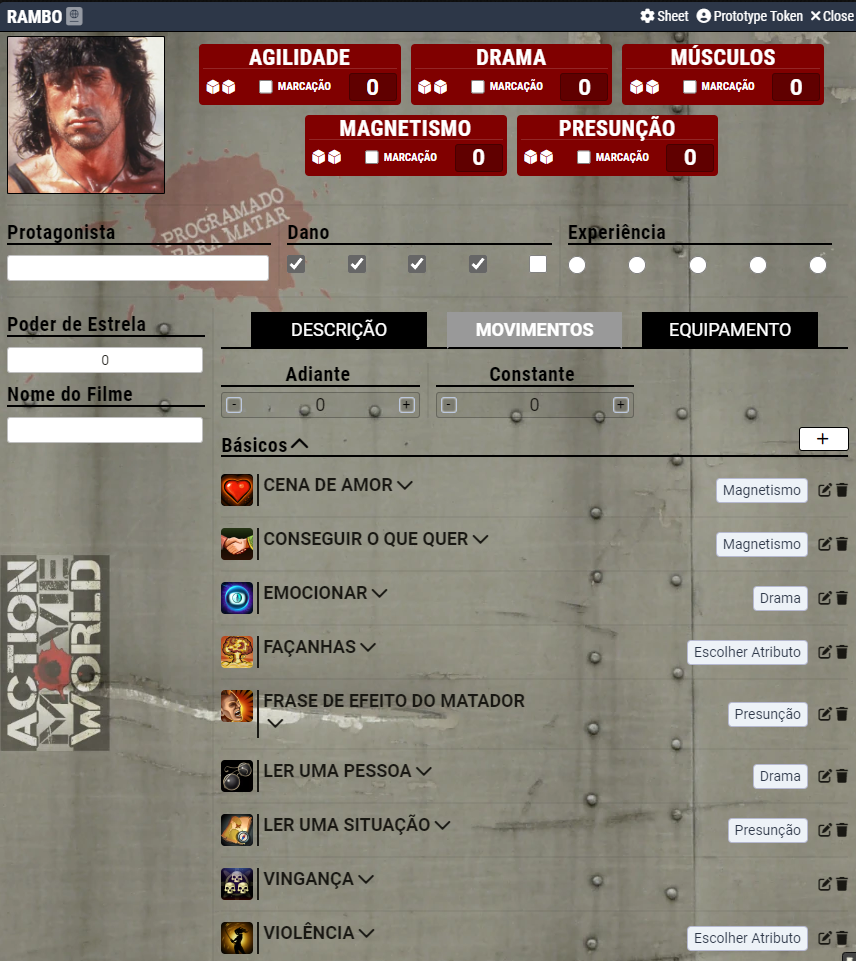 RAMBO
Sheet Prototype Token Close
AGILIDADE DRAMA MÚSCULOS
MARCAÇÃO 0 MARCAÇÃO 0 MARCAÇÃO 0
MAGNETISMO PRESUNÇÃO
MARCAÇÃO 0 MARCAÇÃO 0
PROGRAMADO
PARA MATAR
Protagonista Dano Experiência
Poder de Estrela
0
Nome do Filme
DESCRIÇÃO MOVIMENTOS EQUIPAMENTO
Adiante Constante
- 0 + - 0 +
Básicos +
CENA DE AMOR Magnetismo
CONSEGUIR O QUE QUER Magnetismo
EMOCIONAR Drama
FAÇANHAS Escolher Atributo
FRASE DE EFEITO DO MATADOR Presunção
LER UMA PESSOA Drama
LER UMA SITUAÇÃO Presunção
VINGANÇA
VIOLÊNCIA Escolher Atributo
ACTION
MOVIE
WORLD